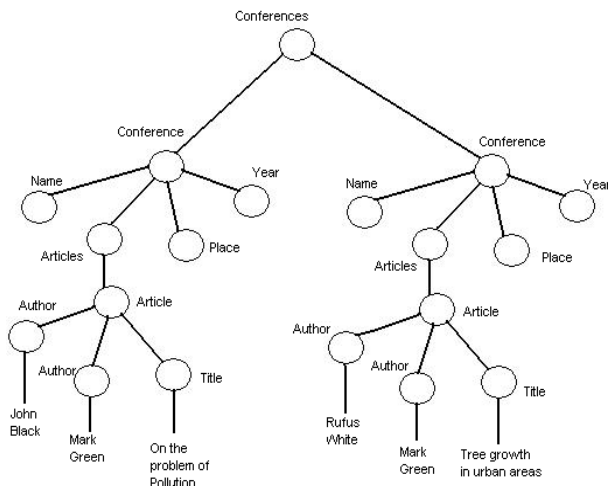 Conferences
Conference
Conference
Name
Year
Name
Year
Articles
Place
Articles
Place
Author
Article
Author
Article
Author
Title
Author
Title
John
Black
Mark
Green
On the
problem of
Pollution
Rufus
White
Mark
Green
Tree growth
in urban areas